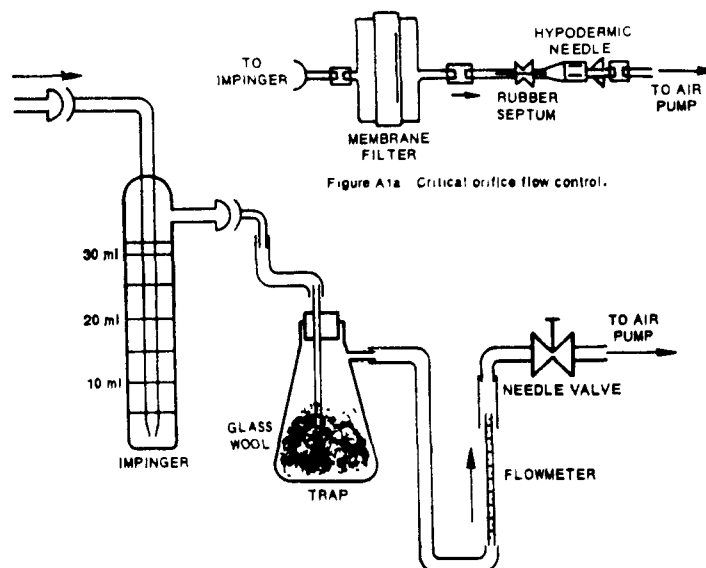 TO
IMPINGER
MEMBRANE
FILTER
RUBBER
SEPTUM
HYPODERMIC
NEEDLE
TO AIR
PUMP
Figure A1a Critical orifice flow control.
30 ml
20 ml
10 ml
IMPINGER
GLASS
WOOL
TRAP
FLOWMETER
NEEDLE VALVE
TO AIR
PUMP